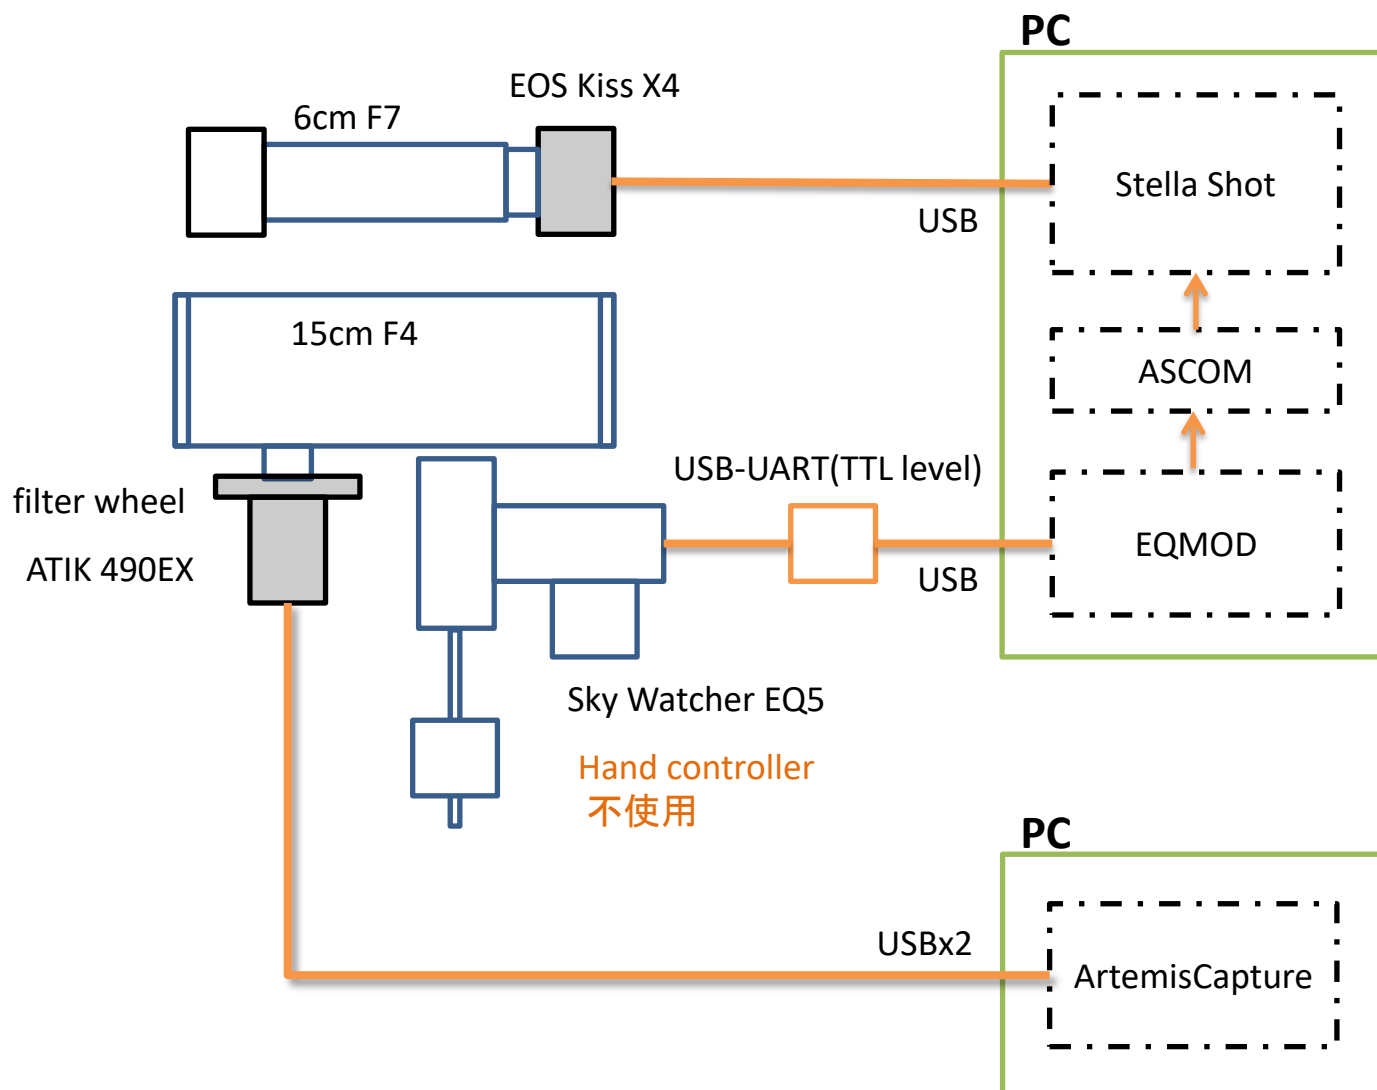 PC
EOS Kiss X4
6cm F7
Stella Shot
USB
15cm F4
ASCOM
USB-UART(TTL level)
filter wheel
EQMOD
ATIK 490EX
USB
Sky Watcher EQ5
Hand controller
不使用
PC
USBx2
ArtemisCapture